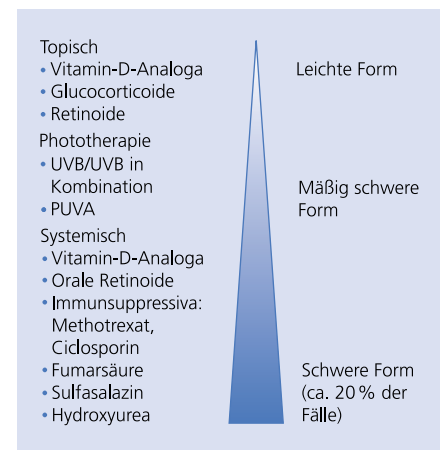 Topisch
• Vitamin-D-Analoga
• Glucocorticoide
• Retinoide
Phototherapie
• UVB/UVB in
Kombination
• PUVA
Systemisch
• Vitamin-D-Analoga
• Orale Retinoide
• Immunsuppressiva:
Methotrexat,
Ciclosporin
• Fumarsäure
• Sulfasalazin
• Hydroxyurea
Leichte Form
Mäßig schwere
Form
Schwere Form
(ca. 20 % der
Fälle)